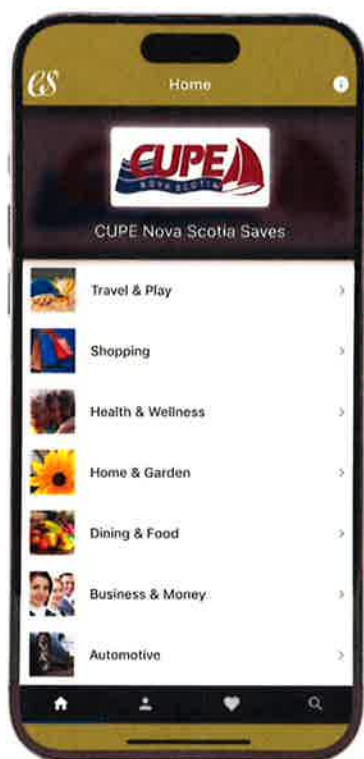 CS
Home
CUPE
NOVA SCOTIA
CUPE Nova Scotia Saves
Travel & Play
Shopping
Health & Wellness
Home & Garden
Dining & Food
Business & Money
Automotive